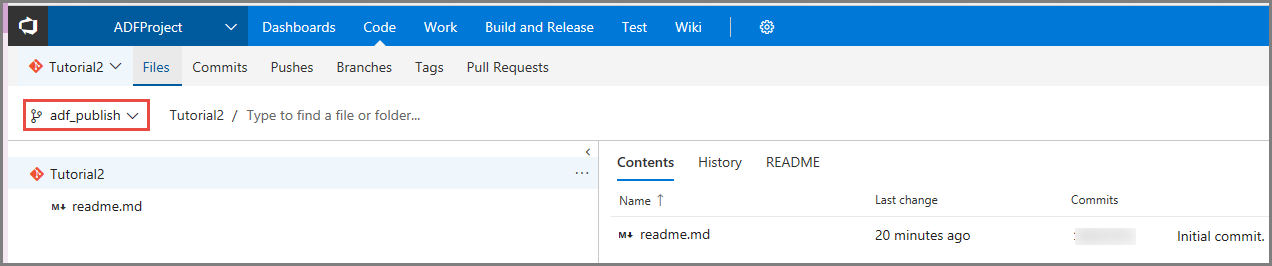 ADFProject Dashboards Code Work Build and Release Test Wiki
Tutorial2 Files Commits Pushes Branches Tags Pull Requests
adf_publish Tutorial2 / Type to find a file or folder...
Tutorial2 ...
M↓ readme.md
Contents History README
Name ↑ Last change Commits
M↓ readme.md 20 minutes ago Initial commit.